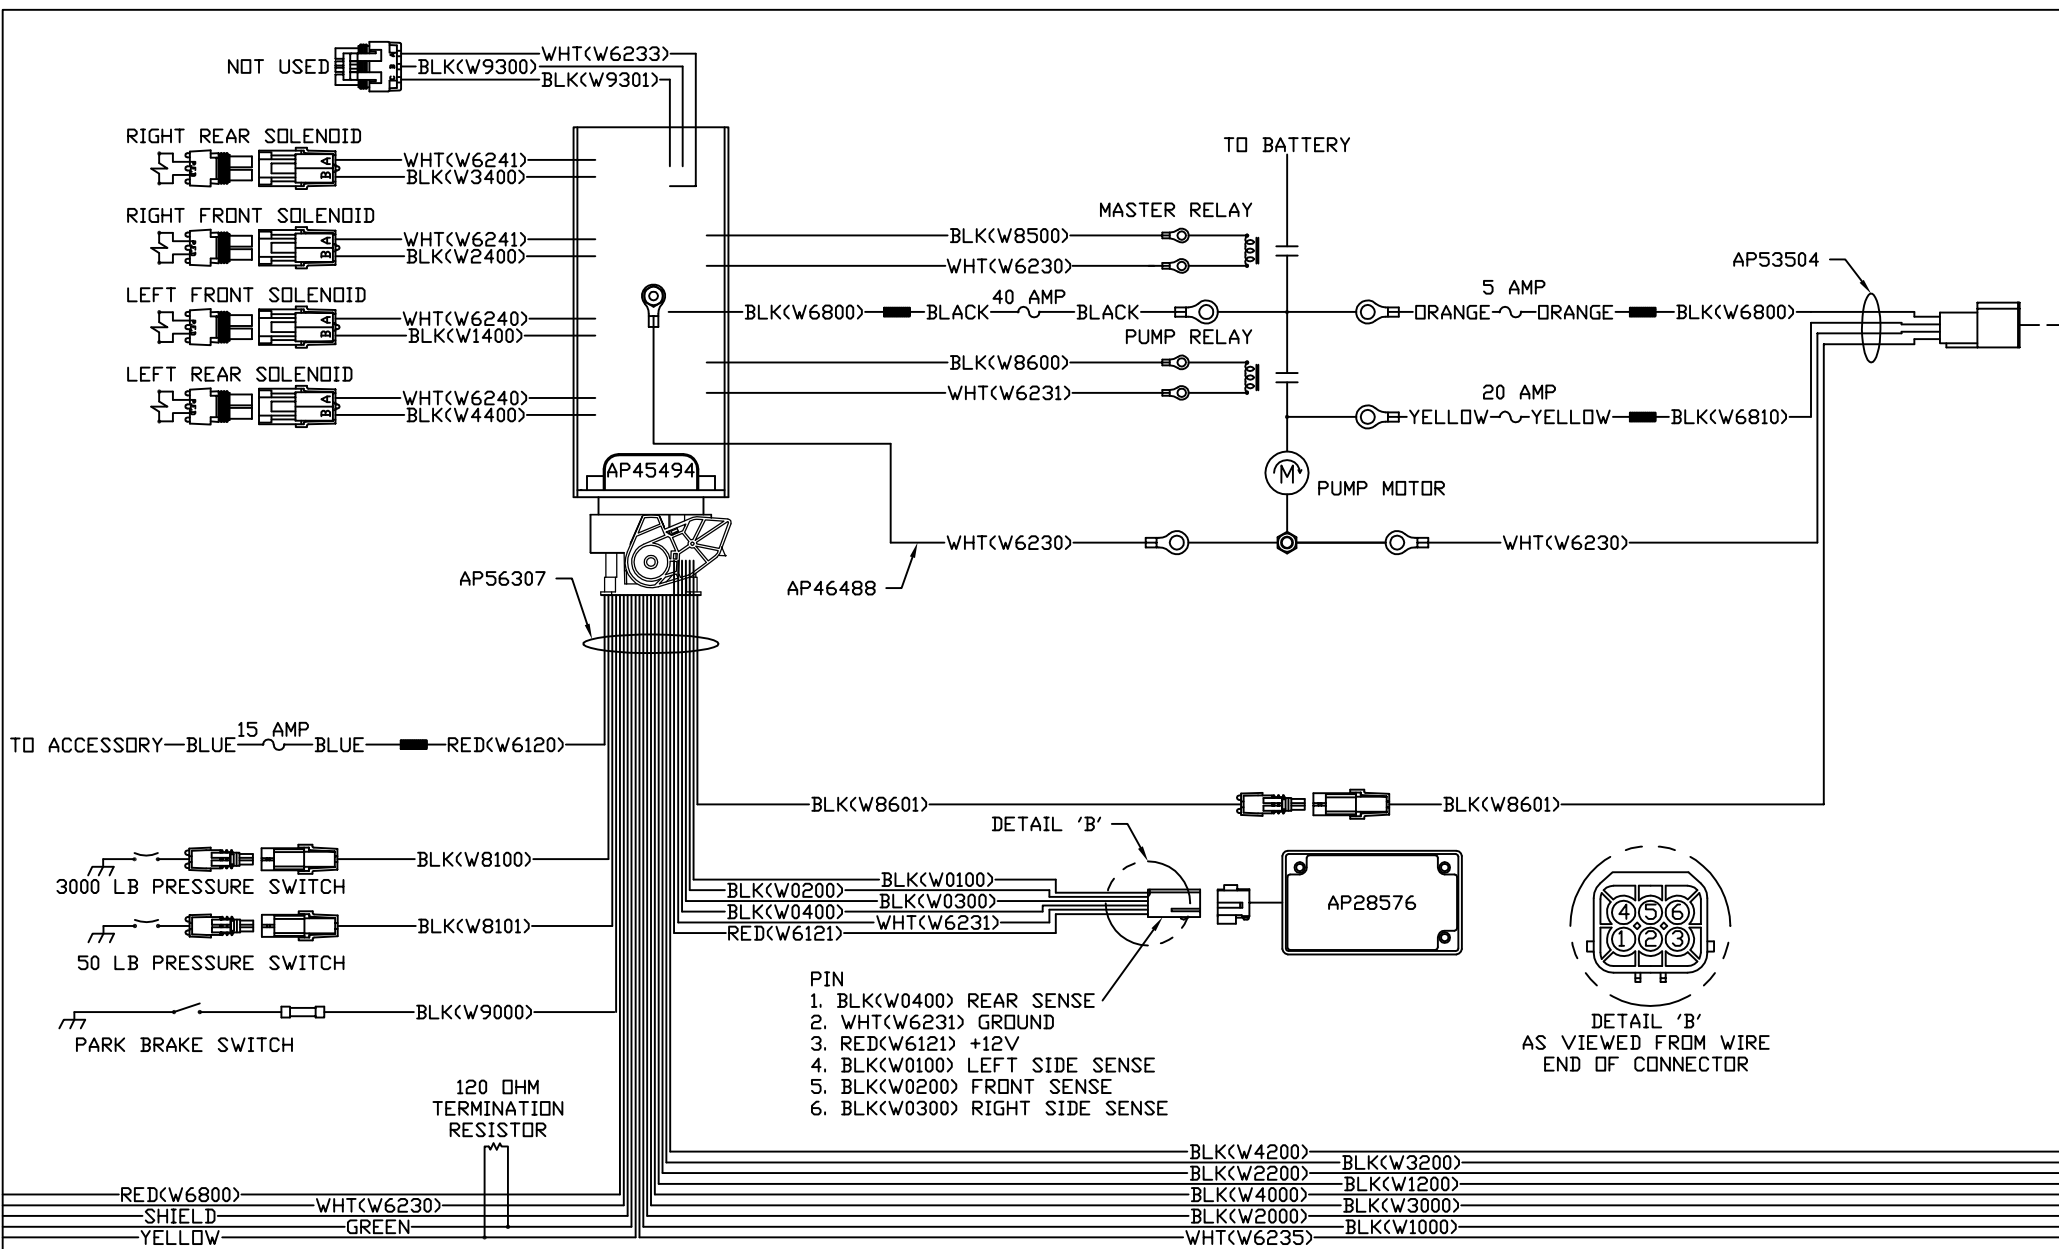 NOT USED
WHT(W6233)
BLK(W9300)
BLK(W9301)
RIGHT REAR SOLENOID
A
B
WHT(W6241)
BLK(W3400)
RIGHT FRONT SOLENOID
A
B
WHT(W6241)
BLK(W2400)
LEFT FRONT SOLENOID
A
B
WHT(W6240)
BLK(W1400)
LEFT REAR SOLENOID
A
B
WHT(W6240)
BLK(W4400)
AP45494
TO BATTERY
MASTER RELAY
BLK(W8500)
WHT(W6230)
BLK(W6800)
BLACK
40 AMP
BLACK
PUMP RELAY
BLK(W8600)
WHT(W6231)
5 AMP
ORANGE
ORANGE
BLK(W6800)
AP53504
20 AMP
YELLOW
YELLOW
BLK(W6810)
M
PUMP MOTOR
WHT(W6230)
WHT(W6230)
AP46488
AP56307
TO ACCESSORY
BLUE
15 AMP
BLUE
RED(W6120)
BLK(W8601)
BLK(W8601)
DETAIL 'B'
BLK(W8100)
3000 LB PRESSURE SWITCH
BLK(W8101)
50 LB PRESSURE SWITCH
BLK(W9000)
PARK BRAKE SWITCH
BLK(W0100)
BLK(W0200)
BLK(W0300)
BLK(W0400)
WHT(W6231)
RED(W6121)
AP28576
PIN
1. BLK(W0400) REAR SENSE
2. WHT(W6231) GROUND
3. RED(W6121) +12V
4. BLK(W0100) LEFT SIDE SENSE
5. BLK(W0200) FRONT SENSE
6. BLK(W0300) RIGHT SIDE SENSE
4 5 6
1 2 3
DETAIL 'B'
AS VIEWED FROM WIRE
END OF CONNECTOR
120 OHM
TERMINATION
RESISTOR
RED(W6800)
WHT(W6230)
SHIELD
GREEN
YELLOW
BLK(W4200)
BLK(W3200)
BLK(W2200)
BLK(W1200)
BLK(W4000)
BLK(W3000)
BLK(W2000)
BLK(W1000)
WHT(W6235)